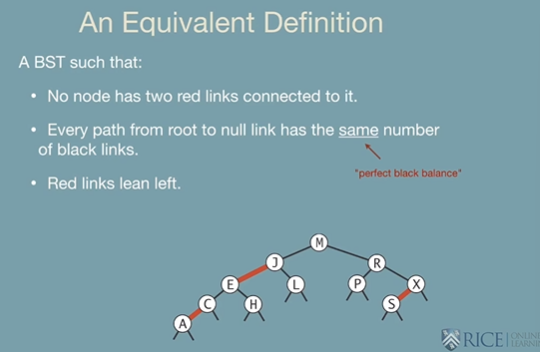 An Equivalent Definition
A BST such that:
• No node has two red links connected to it.
• Every path from root to null link has the same number
of black links.
"perfect black balance"
• Red links lean left.
M
J
R
E
L
P
X
C
H
S
A
RICE ONLINE
LEARNI